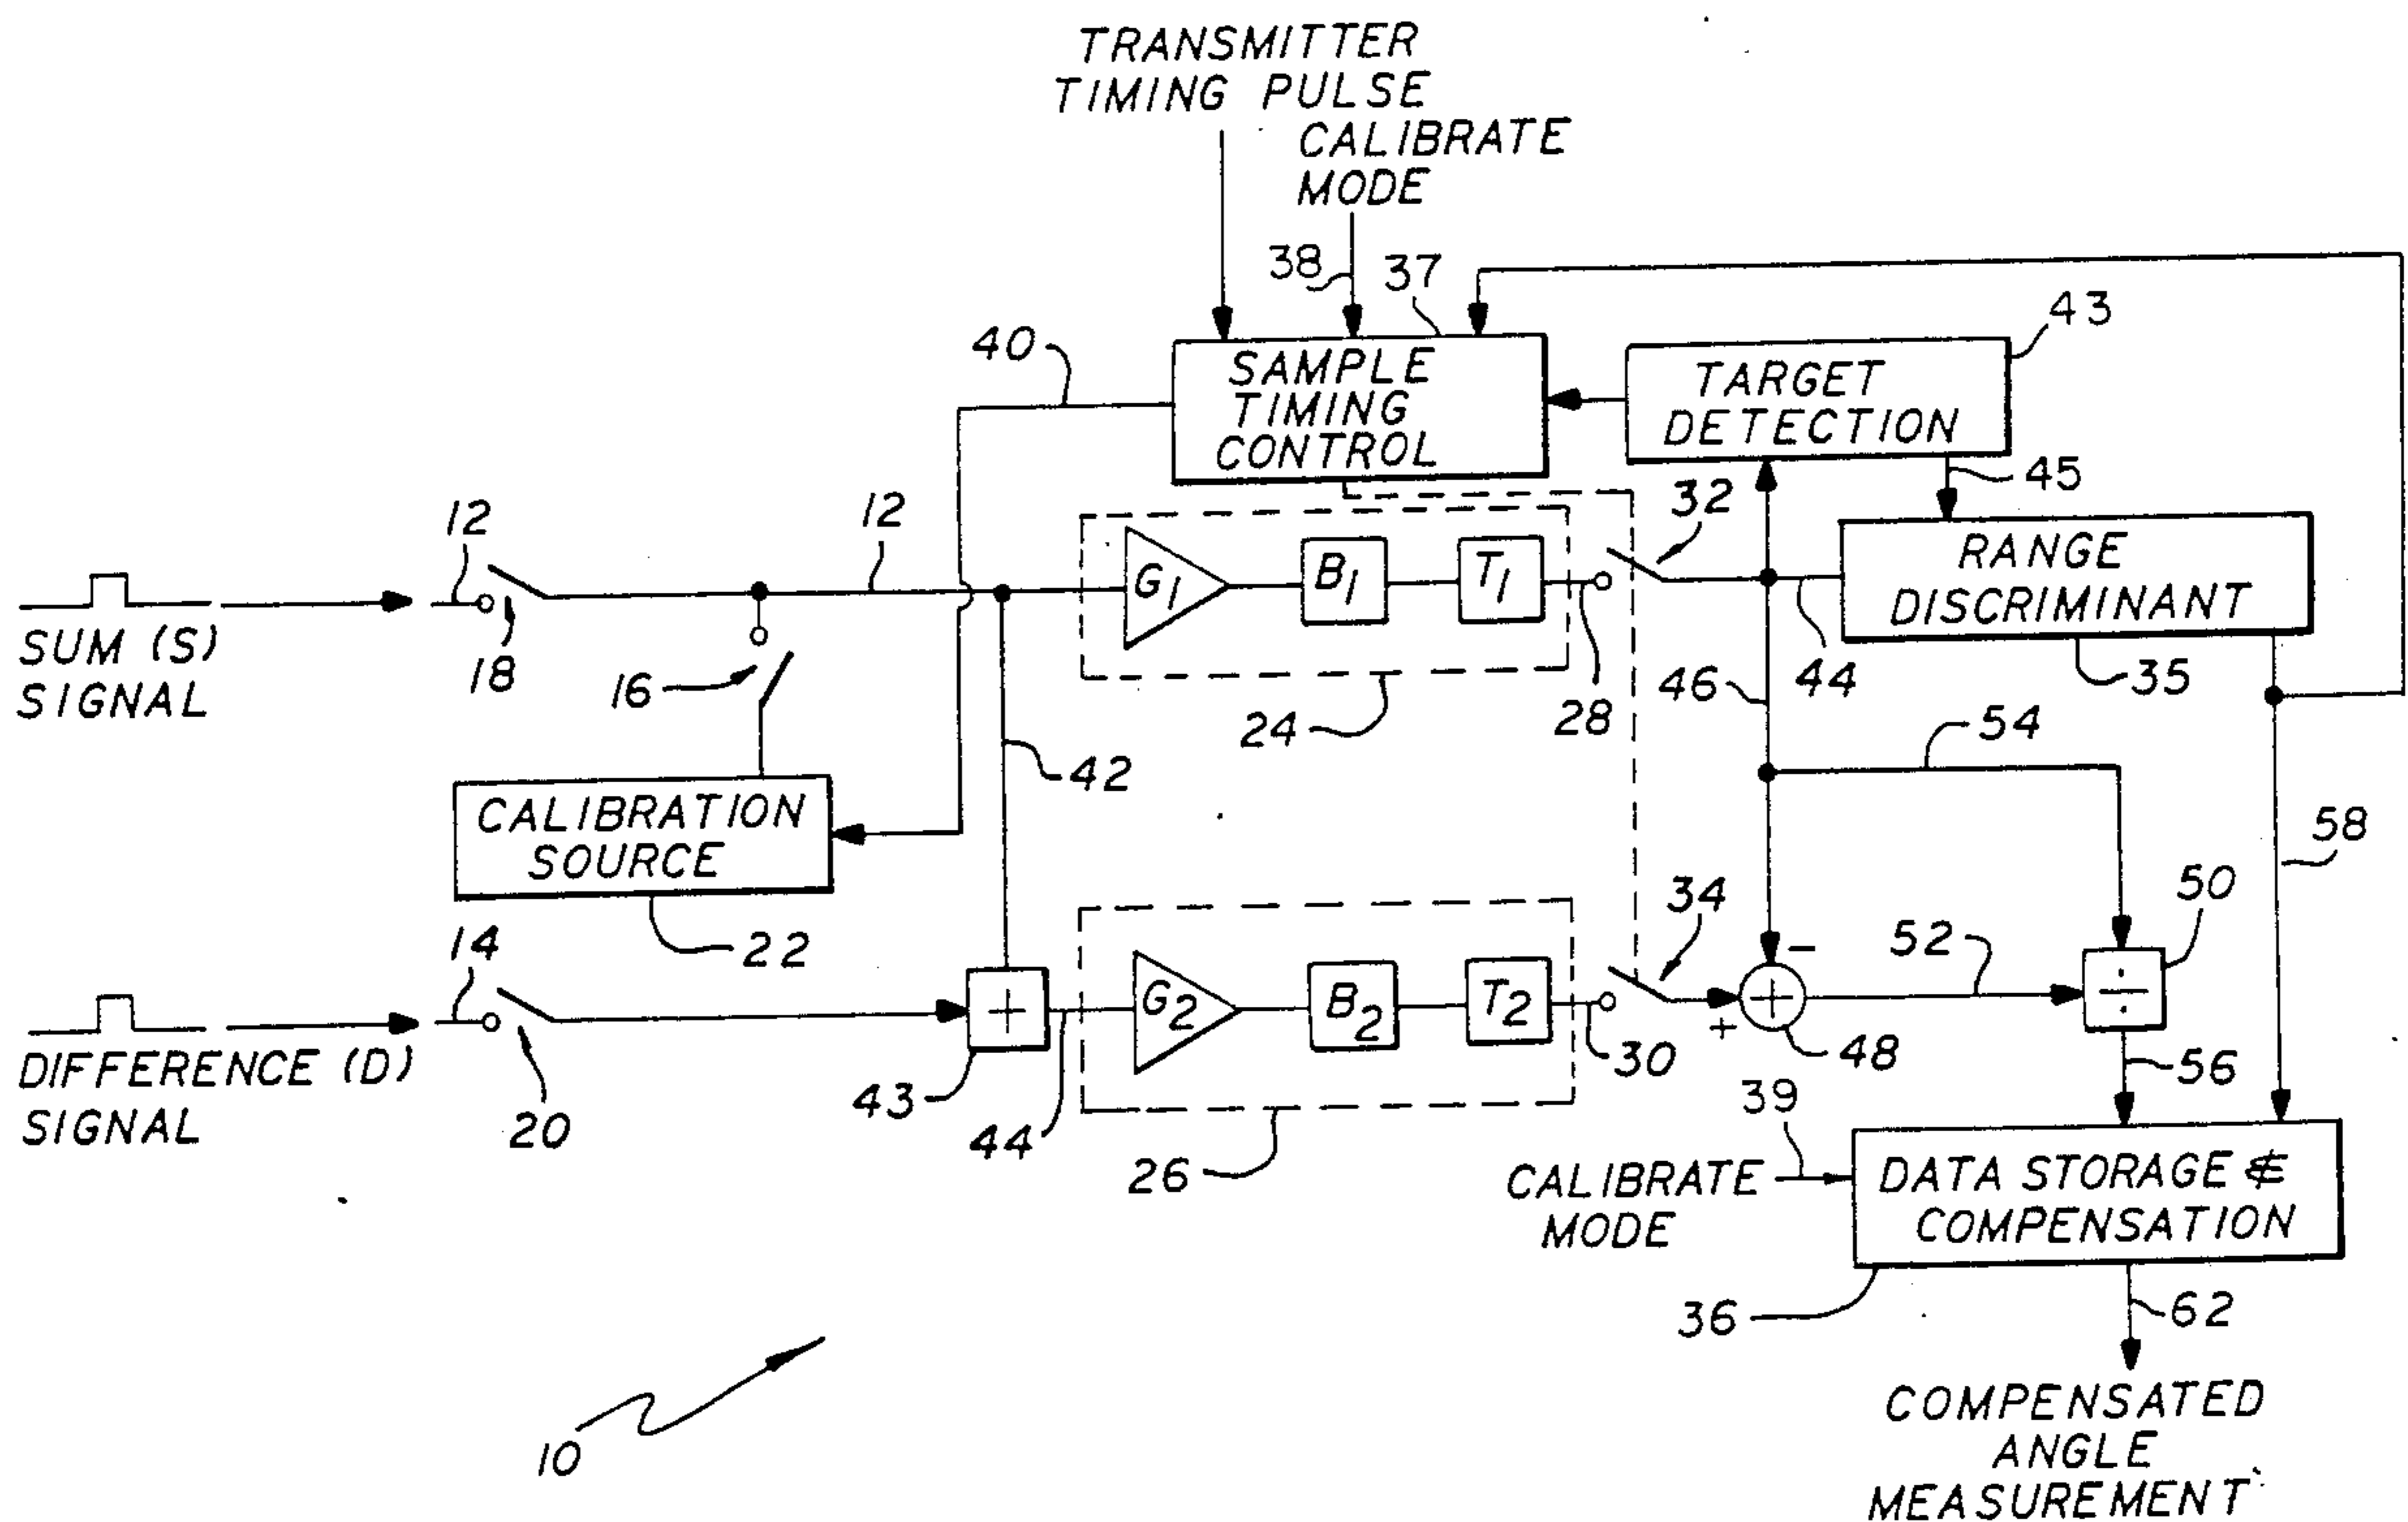 TRANSMITTER
TIMING PULSE
CALIBRATE
MODE
38
37
40
43
SAMPLE
TIMING
CONTROL
TARGET
DETECTION
45
12
12
32
SUM (S)
SIGNAL
18
16
G1
B1
T1
28
24
RANGE
DISCRIMINANT
44
35
46
42
54
58
CALIBRATION
SOURCE
22
14
DIFFERENCE (D)
SIGNAL
20
+
43
44
G2
B2
T2
30
26
34
−
+
+
48
52
50
÷
56
39
CALIBRATE
MODE
DATA STORAGE &
COMPENSATION
36
62
COMPENSATED
ANGLE
MEASUREMENT
10